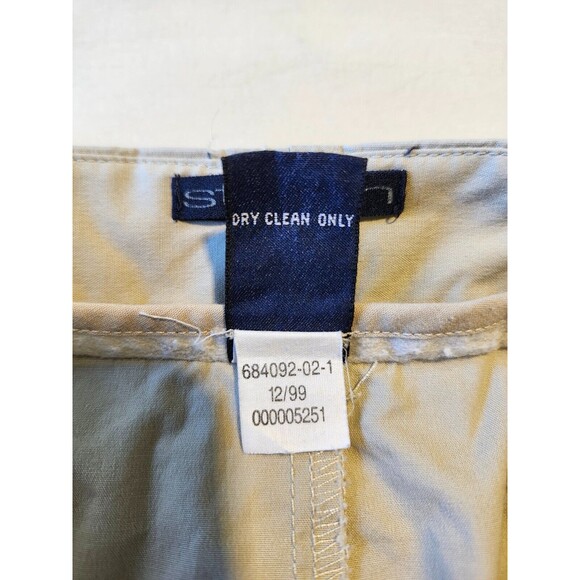 DRY CLEAN ONLY
684092-02-1
12/99
000005251